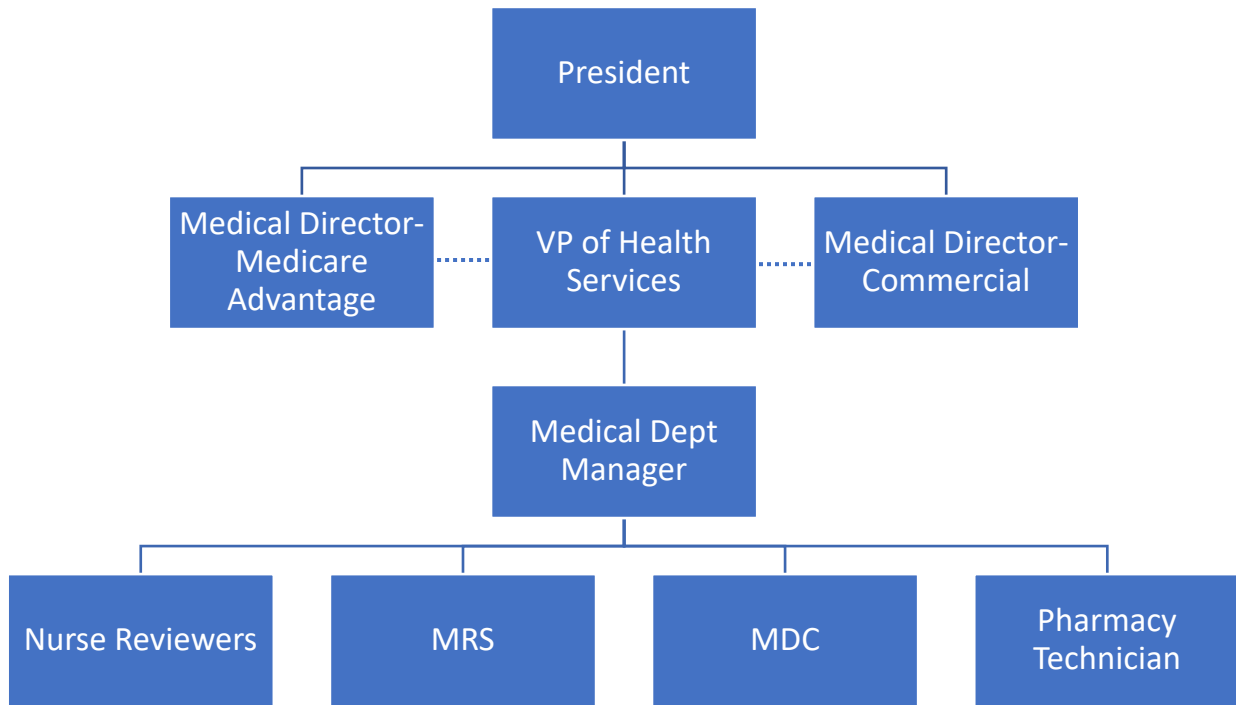 President
Medical Director-
Medicare
Advantage
VP of Health
Services
Medical Director-
Commercial
Medical Dept
Manager
Nurse Reviewers
MRS
MDC
Pharmacy
Technician